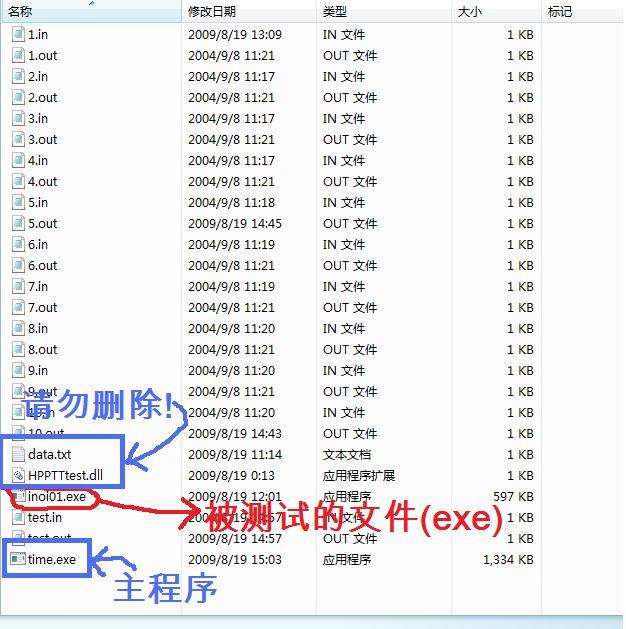 名称 修改日期 类型 大小 标记
1.in 2009/8/19 13:09 IN 文件 1 KB
1.out 2004/9/8 11:21 OUT 文件 1 KB
2.in 2004/9/8 11:17 IN 文件 1 KB
2.out 2004/9/8 11:21 OUT 文件 1 KB
3.in 2004/9/8 11:17 IN 文件 1 KB
3.out 2004/9/8 11:21 OUT 文件 1 KB
4.in 2004/9/8 11:17 IN 文件 1 KB
4.out 2004/9/8 11:21 OUT 文件 1 KB
5.in 2004/9/8 11:18 IN 文件 1 KB
5.out 2009/8/19 14:45 OUT 文件 1 KB
6.in 2004/9/8 11:19 IN 文件 1 KB
6.out 2004/9/8 11:21 OUT 文件 1 KB
7.in 2004/9/8 11:19 IN 文件 1 KB
7.out 2004/9/8 11:21 OUT 文件 1 KB
8.in 2004/9/8 11:20 IN 文件 1 KB
8.out 2004/9/8 11:21 OUT 文件 1 KB
9.in 2004/9/8 11:20 IN 文件 1 KB
9.out 2004/9/8 11:21 OUT 文件 1 KB
请勿删除!
10.in 2004/9/8 11:20 IN 文件 1 KB
10.out 2009/8/19 14:43 OUT 文件 1 KB
data.txt 2009/8/19 11:14 文本文档 1 KB
HPPTTtest.dll 2009/8/19 0:13 应用程序扩展 1 KB
inoi01.exe 2009/8/19 12:01 应用程序 597 KB
test.in 14:57 IN 文件 1 KB
被测试的文件(exe)
test.out 2009/8/19 14:57 OUT 文件 1 KB
time.exe 2009/8/19 15:03 应用程序 1,334 KB
主程序